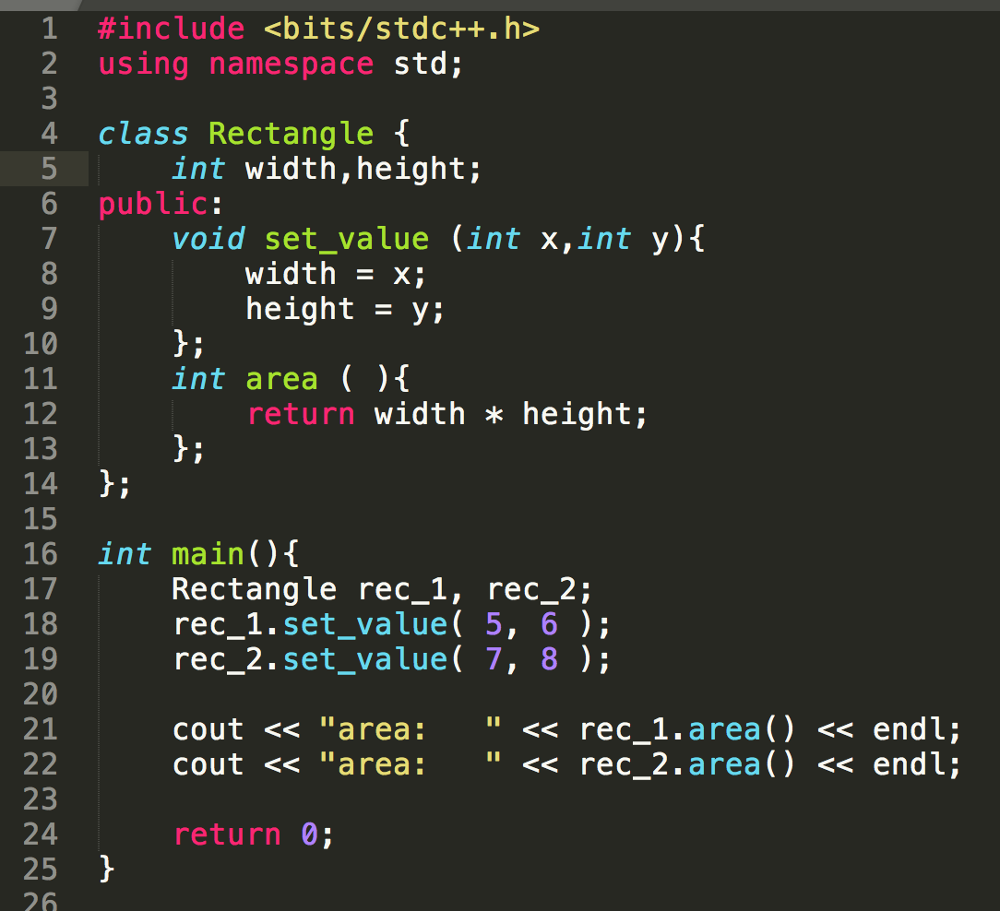 1 #include <bits/stdc++.h>
2 using namespace std;
3
4 class Rectangle {
5     int width,height;
6 public:
7     void set_value (int x,int y){
8         width = x;
9         height = y;
10     };
11     int area ( ){
12         return width * height;
13     };
14 };
15
16 int main(){
17     Rectangle rec_1, rec_2;
18     rec_1.set_value( 5, 6 );
19     rec_2.set_value( 7, 8 );
20
21     cout << "area:   " << rec_1.area() << endl;
22     cout << "area:   " << rec_2.area() << endl;
23
24     return 0;
25 }
26